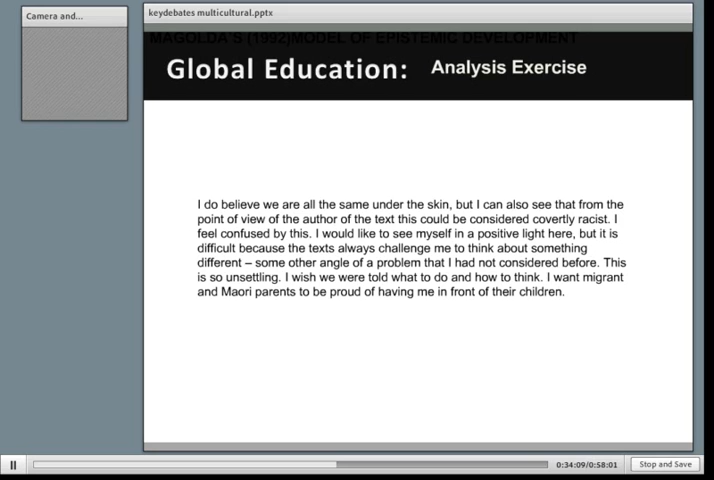 Camera and...
keydebates multicultural.pptx
MAGOLDA'S (1992)MODEL OF EPISTEMIC DEVELOPMENT
Global Education: Analysis Exercise
I do believe we are all the same under the skin, but I can also see that from the
point of view of the author of the text this could be considered covertly racist. I
feel confused by this. I would like to see myself in a positive light here, but it is
difficult because the texts always challenge me to think about something
different – some other angle of a problem that I had not considered before. This
is so unsettling. I wish we were told what to do and how to think. I want migrant
and Maori parents to be proud of having me in front of their children.
0:34:09/0:58:01
Stop and Save